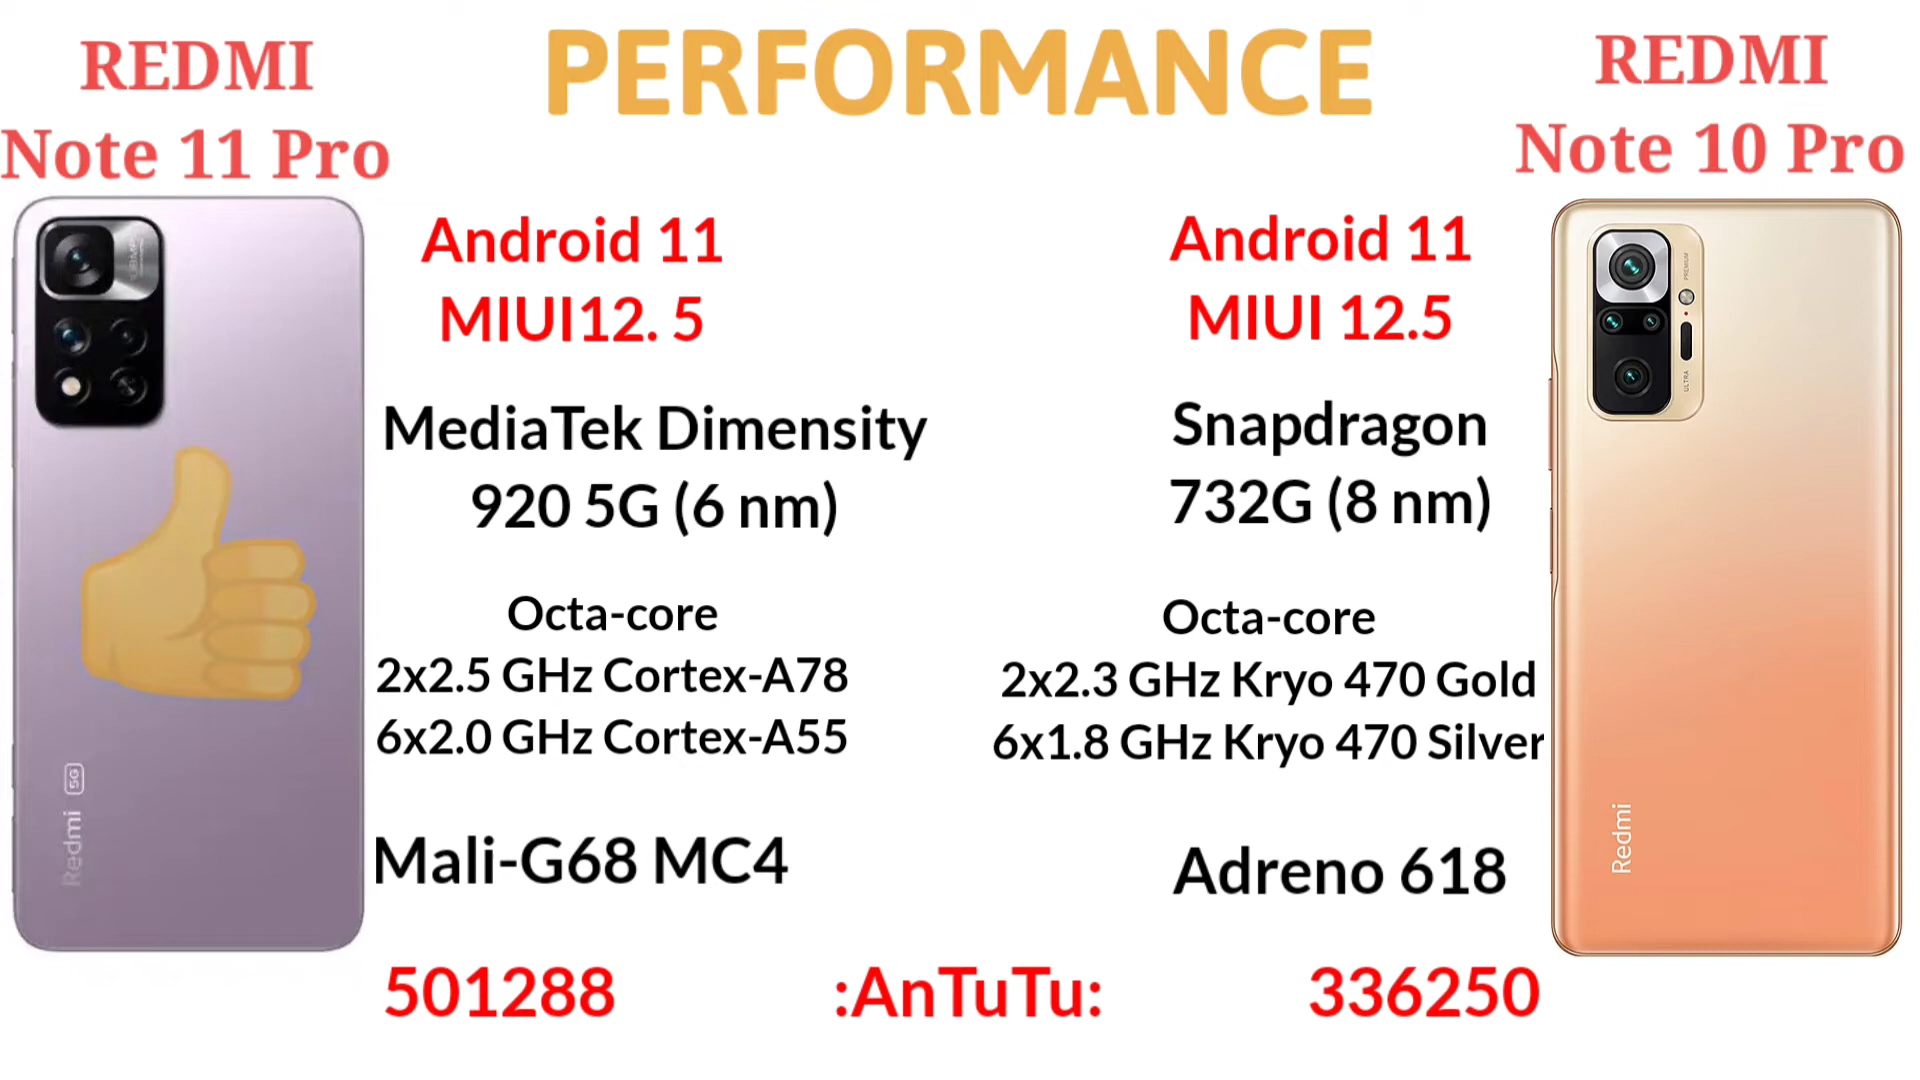 PERFORMANCE
REDMI
Note 11 Pro
Android 11
MIUI12. 5
MediaTek Dimensity
920 5G (6 nm)
Octa-core
2x2.5 GHz Cortex-A78
6x2.0 GHz Cortex-A55
Mali-G68 MC4
501288
:AnTuTu:
336250
REDMI
Note 10 Pro
Android 11
MIUI 12.5
Snapdragon
732G (8 nm)
Octa-core
2x2.3 GHz Kryo 470 Gold
6x1.8 GHz Kryo 470 Silver
Adreno 618
Redmi 5G
Redmi
PREMIUM
ULTRA